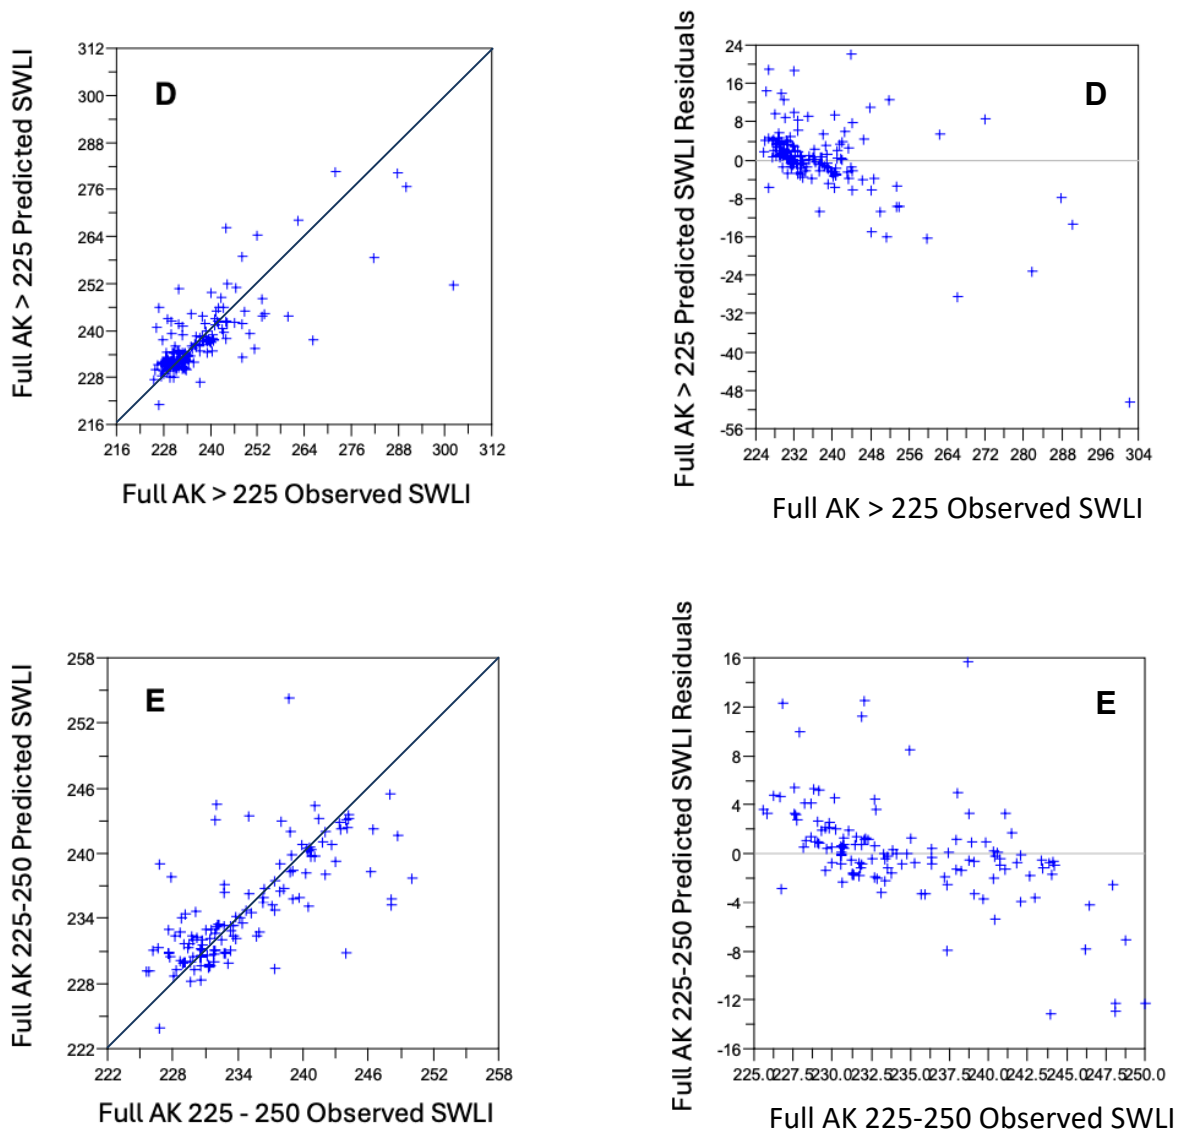 Full AK > 225 Predicted SWLI
312
300
288
276
264
252
240
228
216
D
216 228 240 252 264 276 288 300 312
Full AK > 225 Observed SWLI
Full AK > 225 Predicted SWLI Residuals
24
16
8
0
-8
-16
-24
-32
-40
-48
-56
D
224 232 240 248 256 264 272 280 288 296 304
Full AK > 225 Observed SWLI
Full AK 225-250 Predicted SWLI
258
252
246
240
234
228
222
E
222 228 234 240 246 252 258
Full AK 225 - 250 Observed SWLI
Full AK 225-250 Predicted SWLI Residuals
16
12
8
4
0
-4
-8
-12
-16
E
225.0 227.5 230.0 232.5 235.0 237.5 240.0 242.5 245.0 247.5 250.0
Full AK 225-250 Observed SWLI